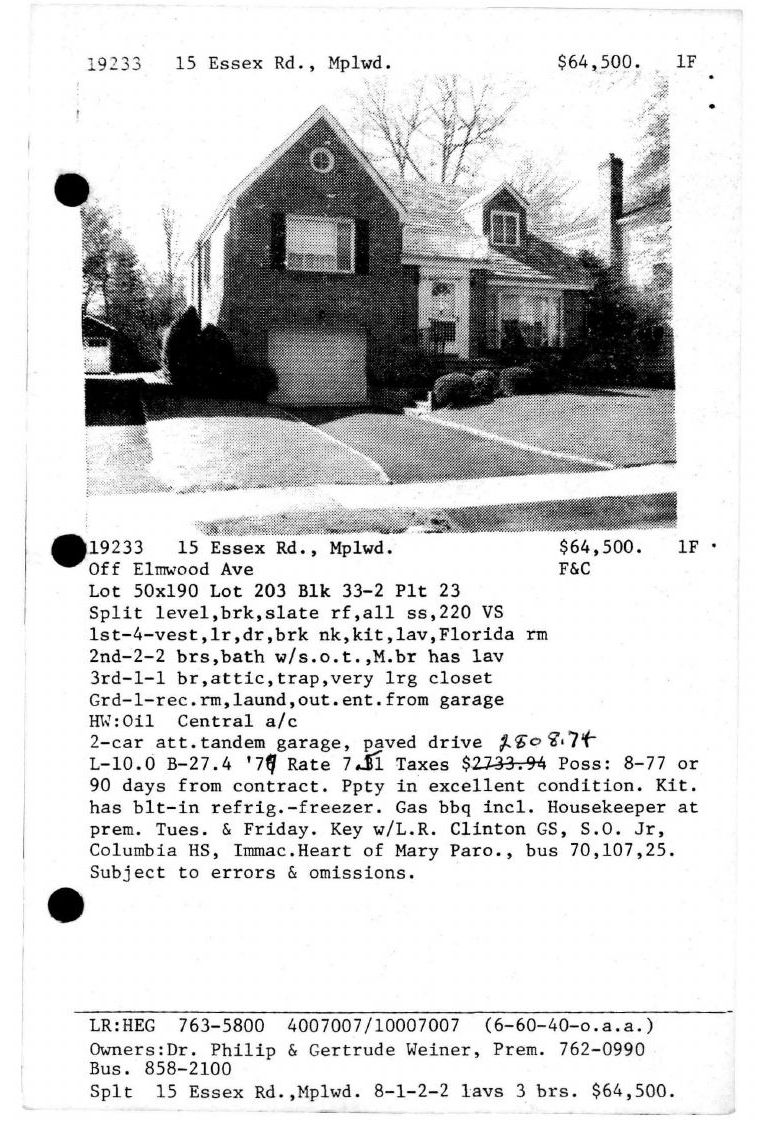 19233 15 Essex Rd., Mplwd. $64,500. 1F
19233 15 Essex Rd., Mplwd. $64,500. 1F
Off Elmwood Ave F&C
Lot 50x190 Lot 203 Blk 33-2 Plt 23
Split level,brk,slate rf,all ss,220 VS
1st-4-vest,lr,dr,brk nk,kit,lav,Florida rm
2nd-2-2 brs,bath w/s.o.t.,M.br has lav
3rd-1-1 br,attic,trap,very lrg closet
Grd-1-rec.rm,laund,out.ent.from garage
HW:Oil Central a/c
2-car att.tandem garage, paved drive 2808.74
L-10.0 B-27.4 Rate Taxes $2733.94 Poss: 8-77 or
90 days from contract. Ppty in excellent condition. Kit.
has blt-in refrig.-freezer. Gas bbq incl. Housekeeper at
prem. Tues. & Friday. Key w/L.R. Clinton GS, S.O. Jr,
Columbia HS, Immac.Heart of Mary Paro., bus 70,107,25.
Subject to errors & omissions.
LR:HEG 763-5800 4007007/10007007 (6-60-40-o.a.a.)
Owners:Dr. Philip & Gertrude Weiner, Prem. 762-0990
Bus. 858-2100
Splt 15 Essex Rd.,Mplwd. 8-1-2-2 lavs 3 brs. $64,500.